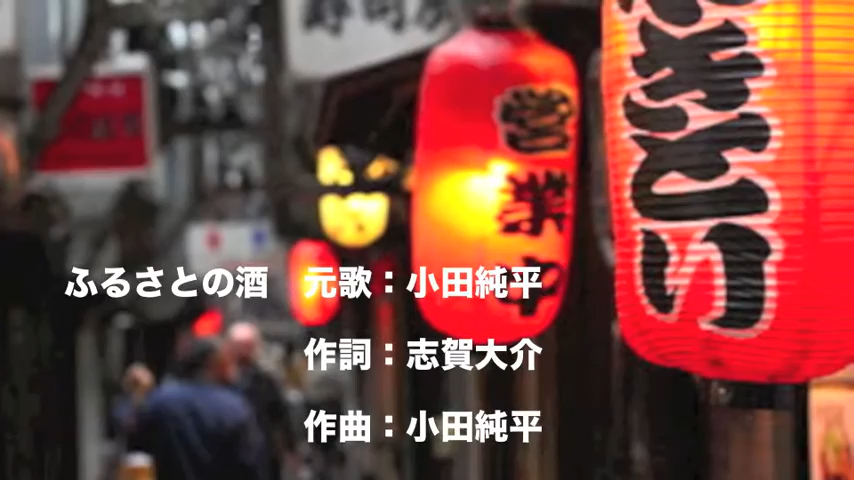 ふるさとの酒　元歌：小田純平
作詞：志賀大介
作曲：小田純平
営業中
やきとり